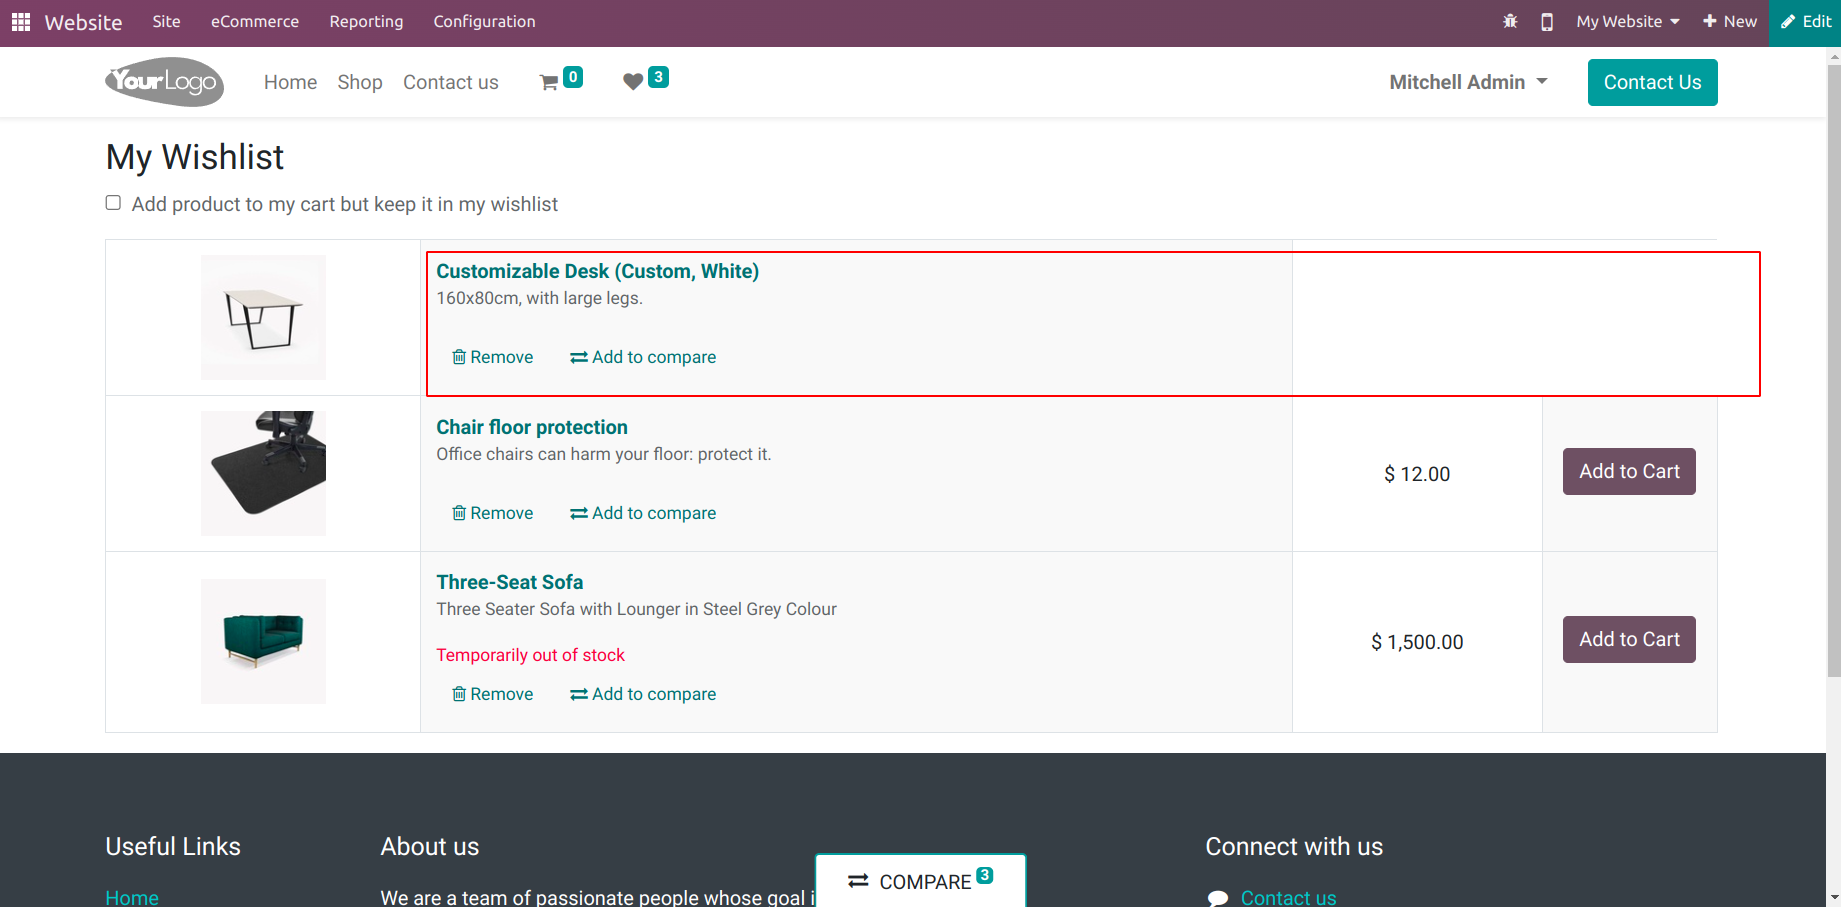 Website Site eCommerce Reporting Configuration My Website New Edit
YourLogo Home Shop Contact us 0 3 Mitchell Admin Contact Us
My Wishlist
Add product to my cart but keep it in my wishlist
Customizable Desk (Custom, White)
160x80cm, with large legs.
Remove Add to compare
Chair floor protection
Office chairs can harm your floor: protect it.
Remove Add to compare
$ 12.00
Add to Cart
Three-Seat Sofa
Three Seater Sofa with Lounger in Steel Grey Colour
Temporarily out of stock
Remove Add to compare
$ 1,500.00
Add to Cart
Useful Links
Home
About us
We are a team of passionate people whose goal i
COMPARE 3
Connect with us
Contact us